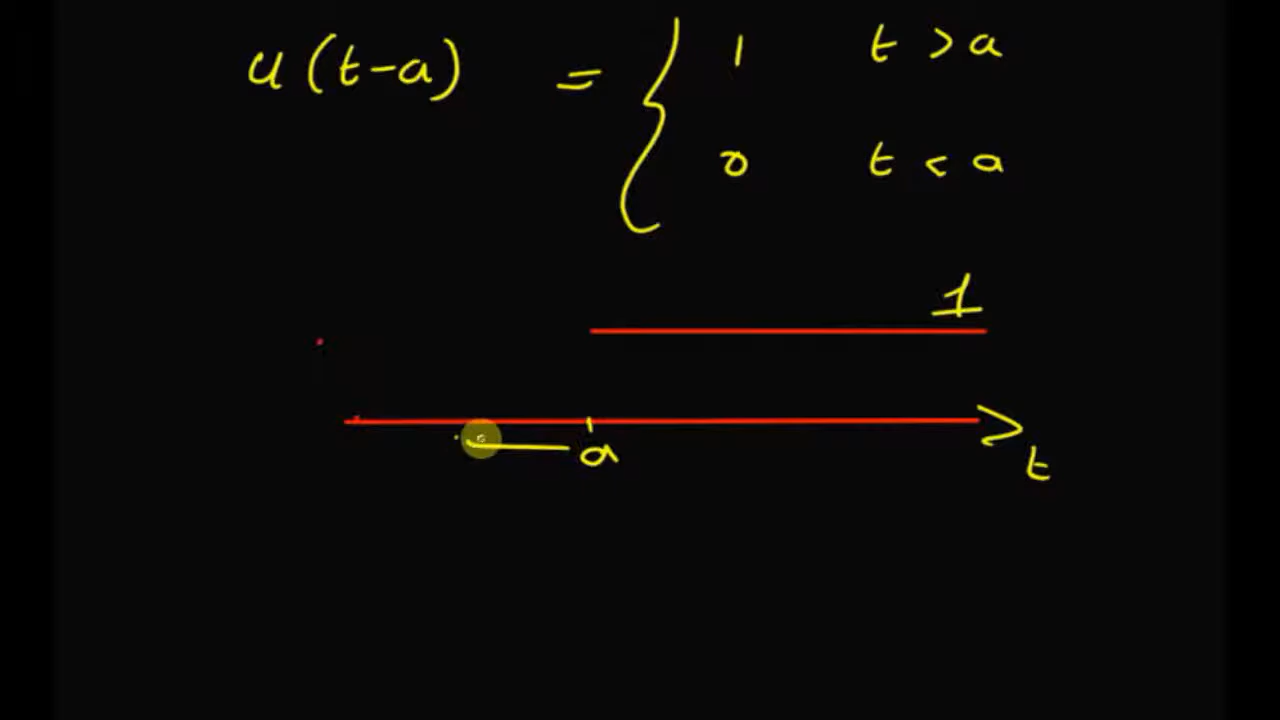 u(t-a) = { 1 t > a
0 t < a
1
a
t